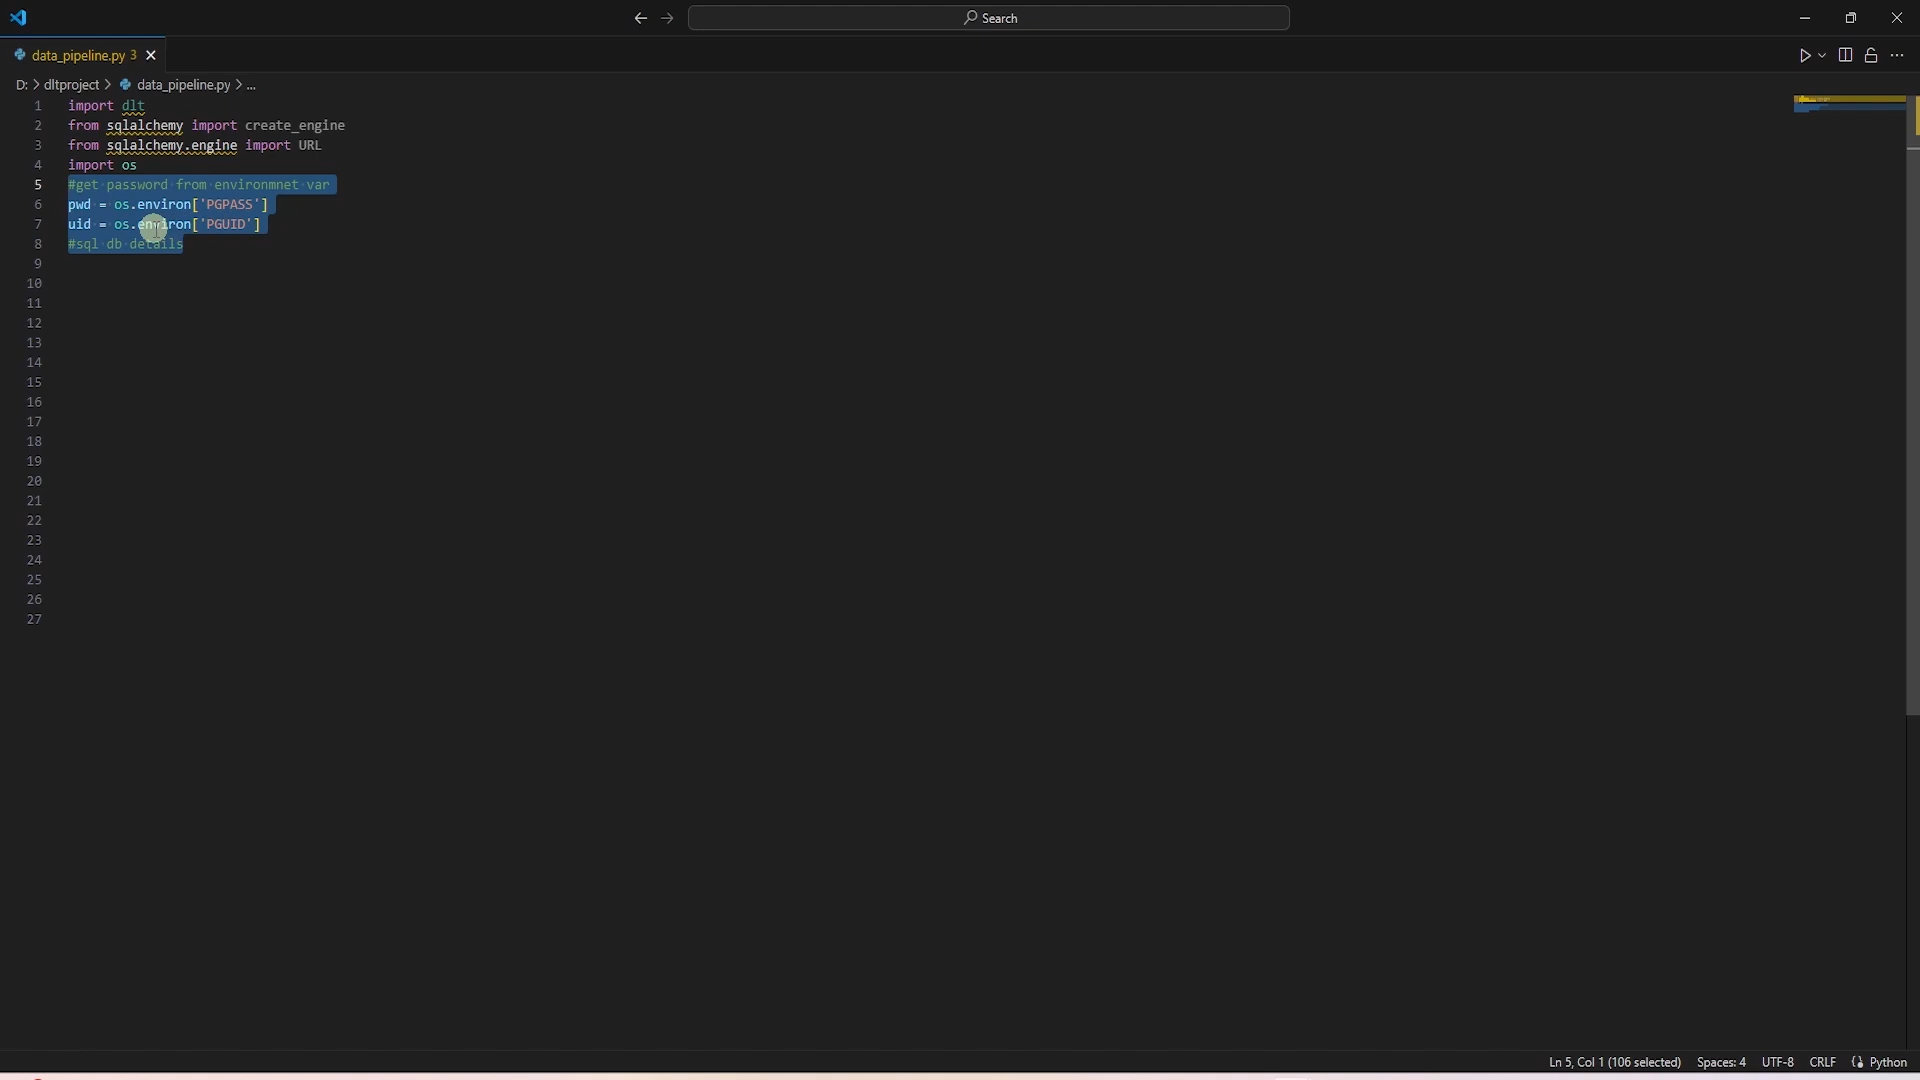 Search
data_pipeline.py 3
D: > dltproject > data_pipeline.py > ...
1 import dlt
2 from sqlalchemy import create_engine
3 from sqlalchemy.engine import URL
4 import os
5 #get password from environmnet var
6 pwd = os.environ['PGPASS']
7 uid = os.environ['PGUID']
8 #sql db details
9
10
11
12
13
14
15
16
17
18
19
20
21
22
23
24
25
26
27
Ln 5, Col 1 (106 selected) Spaces: 4 UTF-8 CRLF Python